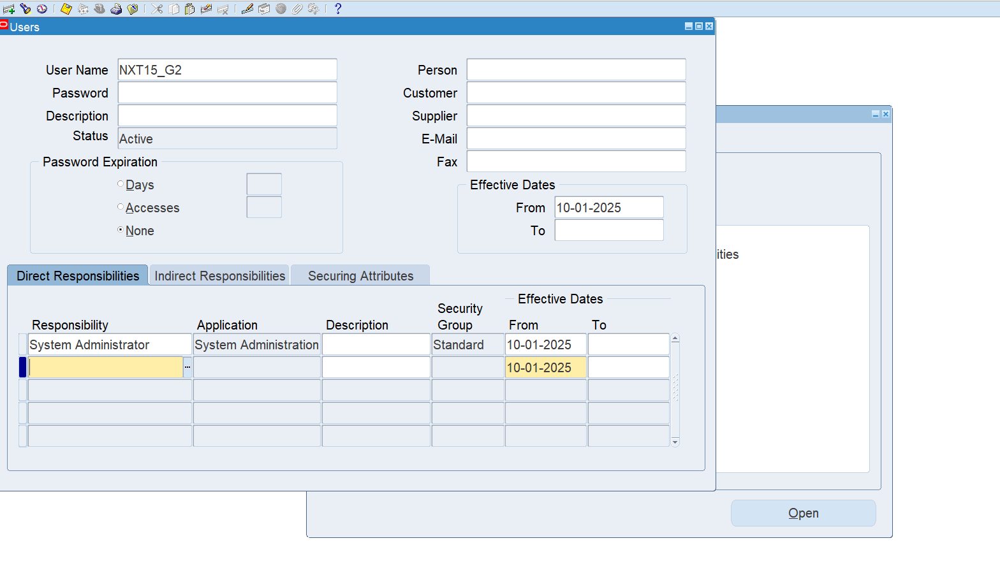 Users
User Name NXT15_G2
Password
Description
Status Active
Person
Customer
Supplier
E-Mail
Fax
Password Expiration
Days
Accesses
None
Effective Dates
From 10-01-2025
To
Direct Responsibilities Indirect Responsibilities Securing Attributes
Effective Dates
Responsibility Application Description Security Group From To
System Administrator System Administration Standard 10-01-2025
10-01-2025
ities
Open